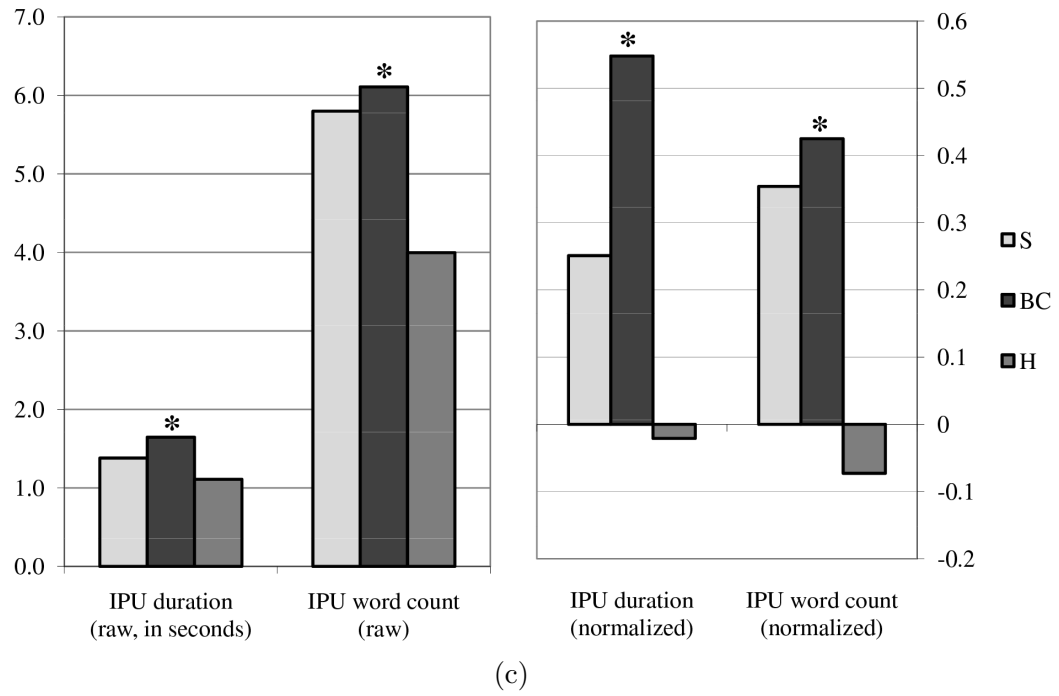 7.0
6.0
5.0
4.0
3.0
2.0
1.0
0.0
*
*
IPU duration
(raw, in seconds)
IPU word count
(raw)
*
*
0.6
0.5
0.4
0.3
0.2
0.1
0
-0.1
-0.2
IPU duration
(normalized)
IPU word count
(normalized)
S
BC
H
(c)